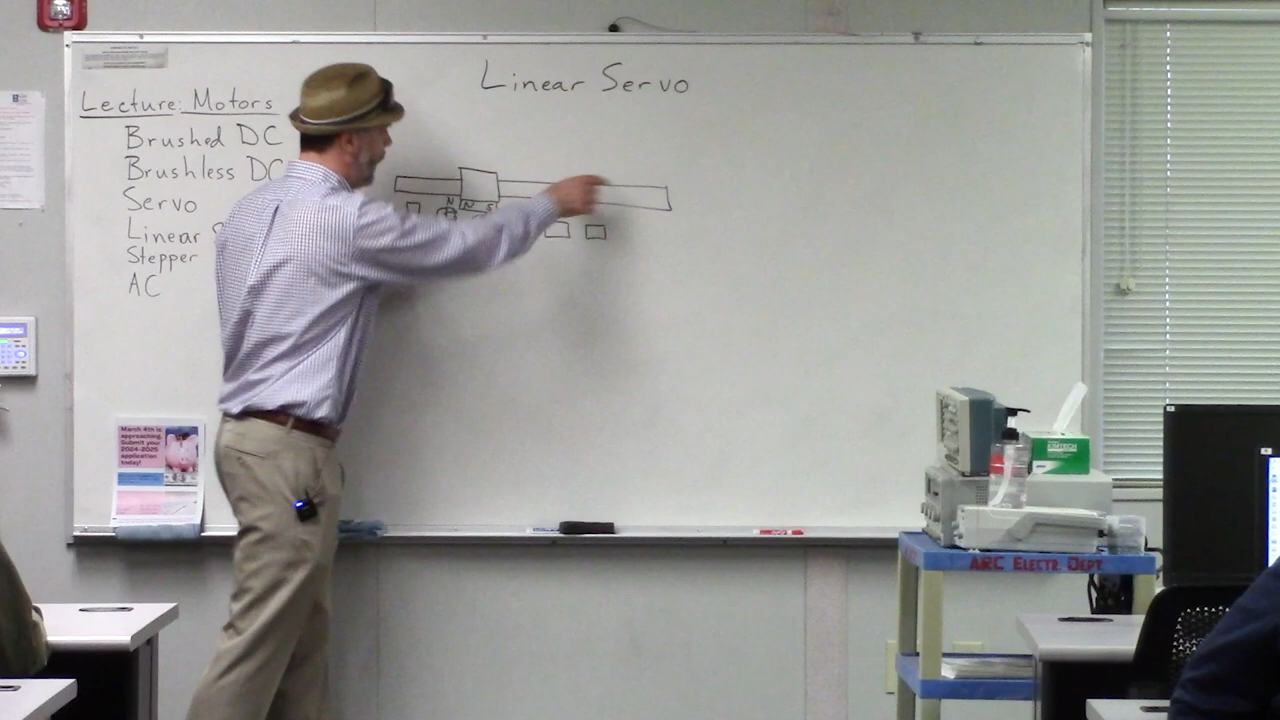 Linear Servo
Lecture: Motors
Brushed DC
Brushless DC
Servo
Linear S
Stepper
AC
N N S
March 4th is
approaching.
Submit your
2024-2025
application
today!
KIMTECH
ARC Electr. Dept.